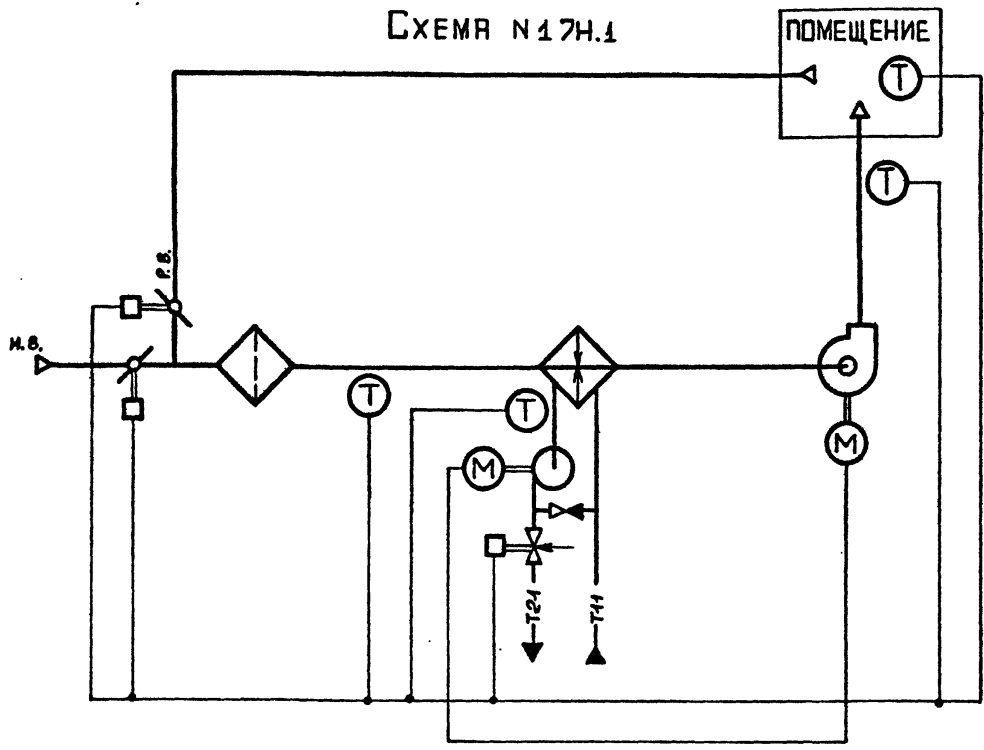 Схема N17Н.1
ПОМЕЩЕНИЕ
Т
Т
Р.В.
Н.В.
Т
Т
М
М
Т21
Т11